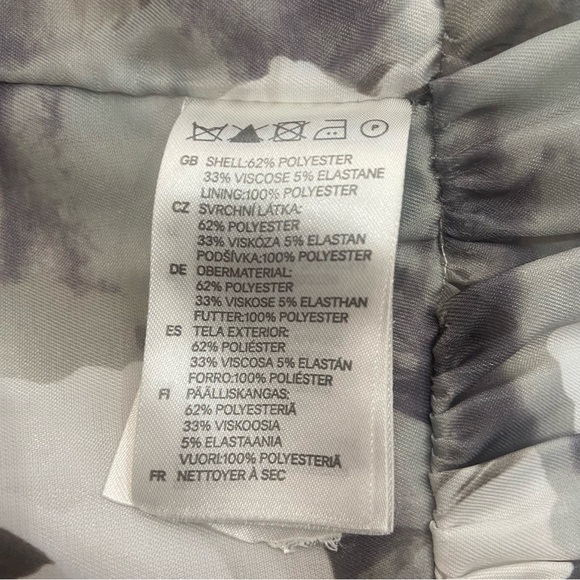 P
GB SHELL:62% POLYESTER
33% VISCOSE 5% ELASTANE
LINING:100% POLYESTER
CZ SVRCHNÍ LÁTKA:
62% POLYESTER
33% VISKÓZA 5% ELASTAN
PODŠÍVKA:100% POLYESTER
DE OBERMATERIAL:
62% POLYESTER
33% VISKOSE 5% ELASTHAN
FUTTER:100% POLYESTER
ES TELA EXTERIOR:
62% POLIÉSTER
33% VISCOSA 5% ELASTÁN
FORRO:100% POLIÉSTER
FI PÄÄLLISKANGAS:
62% POLYESTERIÄ
33% VISKOOSIA
5% ELASTAANIA
VUORI:100% POLYESTERIÄ
FR NETTOYER À SEC